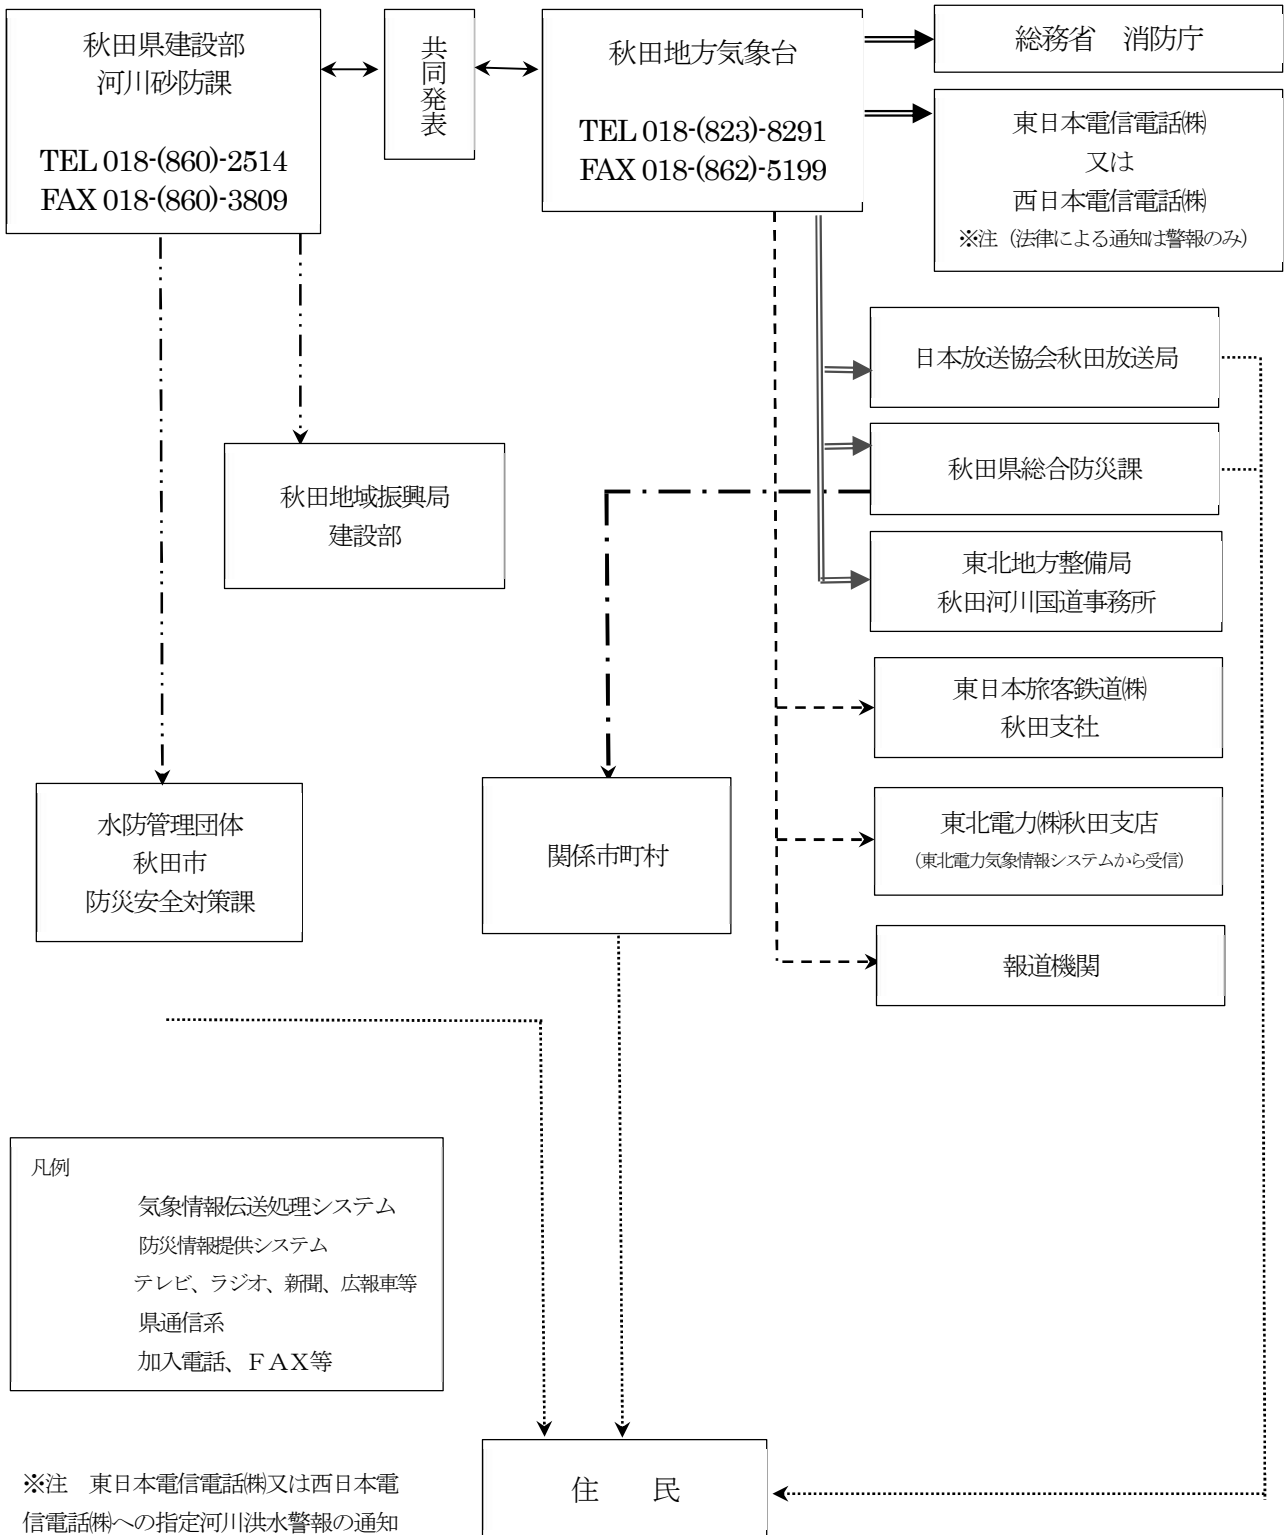 秋田県建設部
河川砂防課
TEL 018-(860)-2514
FAX 018-(860)-3809
共同発表
秋田地方気象台
TEL 018-(823)-8291
FAX 018-(862)-5199
総務省　消防庁
東日本電信電話㈱
又は
西日本電信電話㈱
※注（法律による通知は警報のみ）
日本放送協会秋田放送局
秋田県総合防災課
秋田地域振興局
建設部
東北地方整備局
秋田河川国道事務所
東日本旅客鉄道㈱
秋田支社
水防管理団体
秋田市
防災安全対策課
関係市町村
東北電力㈱秋田支店
（東北電力気象情報システムから受信）
報道機関
凡例
気象情報伝送処理システム
防災情報提供システム
テレビ、ラジオ、新聞、広報車等
県通信系
加入電話、ＦＡＸ等
※注　東日本電信電話㈱又は西日本電
信電話㈱への指定河川洪水警報の通知
住　民